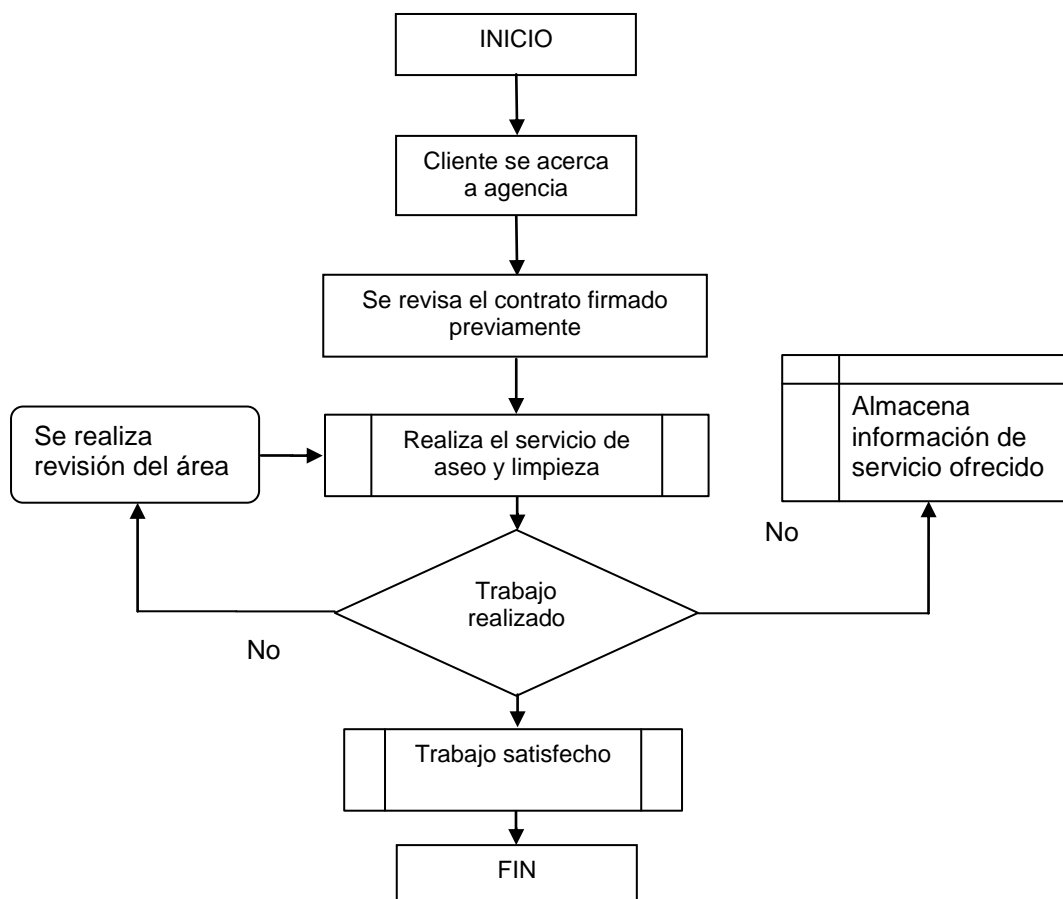 INICIO
Cliente se acerca
a agencia
Se revisa el contrato firmado
previamente
Se realiza
revisión del área
Realiza el servicio de
aseo y limpieza
Almacena
información de
servicio ofrecido
No
Trabajo
realizado
No
Trabajo satisfecho
FIN